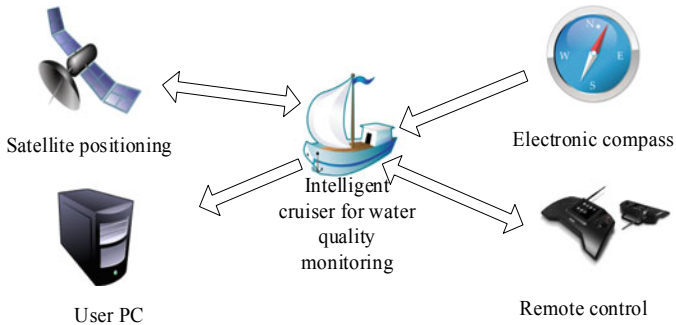 N
W
E
S
Satellite positioning
Electronic compass
Intelligent
cruiser for water
quality
monitoring
User PC
Remote control